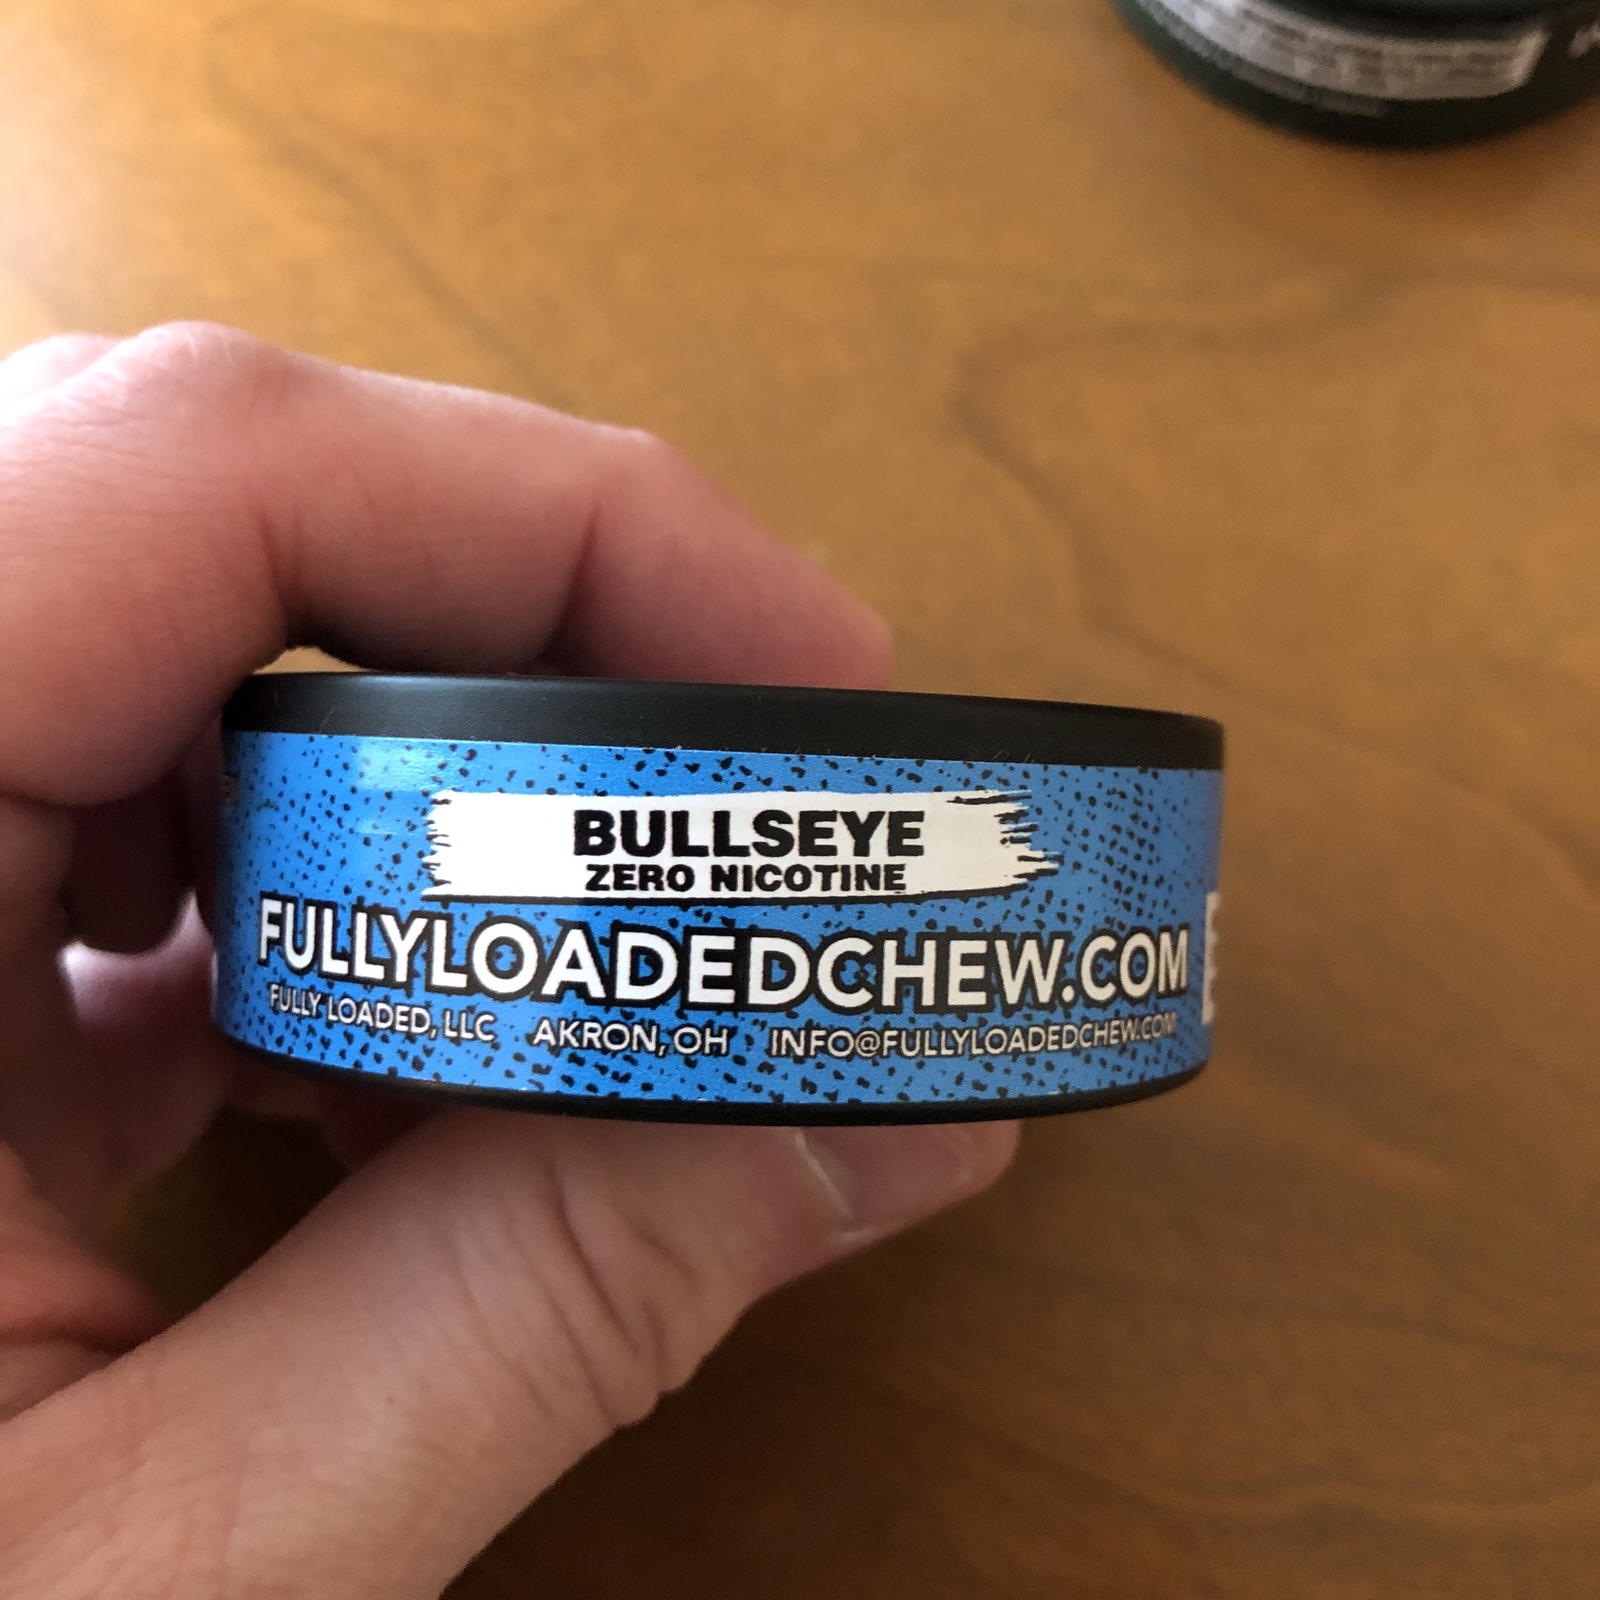 BULLSEYE
ZERO NICOTINE
FULLYLOADEDCHEW.COM
FULLY LOADED, LLC AKRON, OH INFO@FULLYLOADEDCHEW.COM